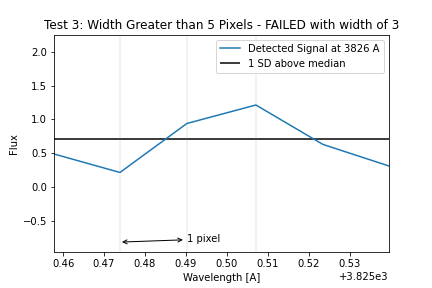 Test 3: Width Greater than 5 Pixels - FAILED with width of 3
Detected Signal at 3826 A
1 SD above median
2.0
1.5
1.0
0.5
0.0
−0.5
Flux
1 pixel
0.46 0.47 0.48 0.49 0.50 0.51 0.52 0.53
Wavelength [A]
+3.825e3